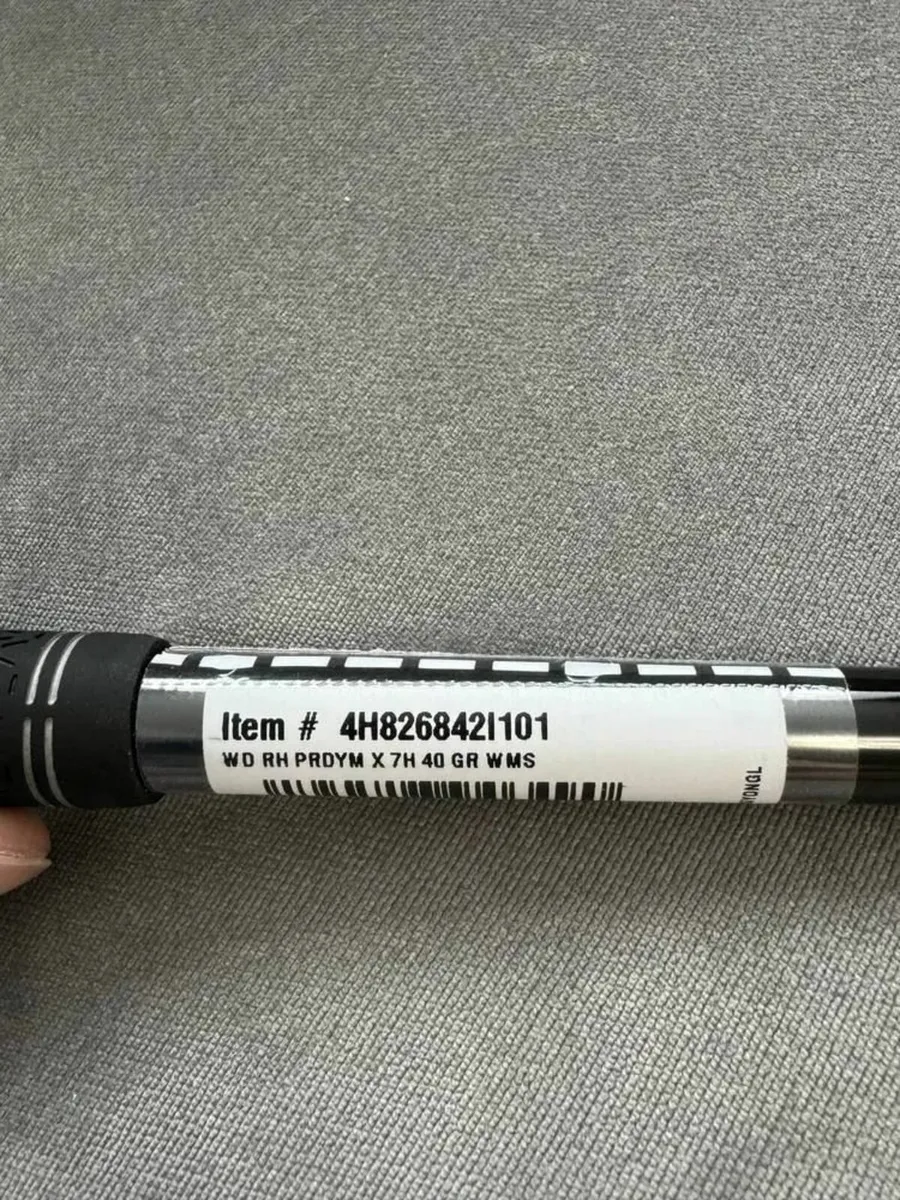 Item # 4H826842I101
WD RH PRDYM X 7H 40 GR WMS